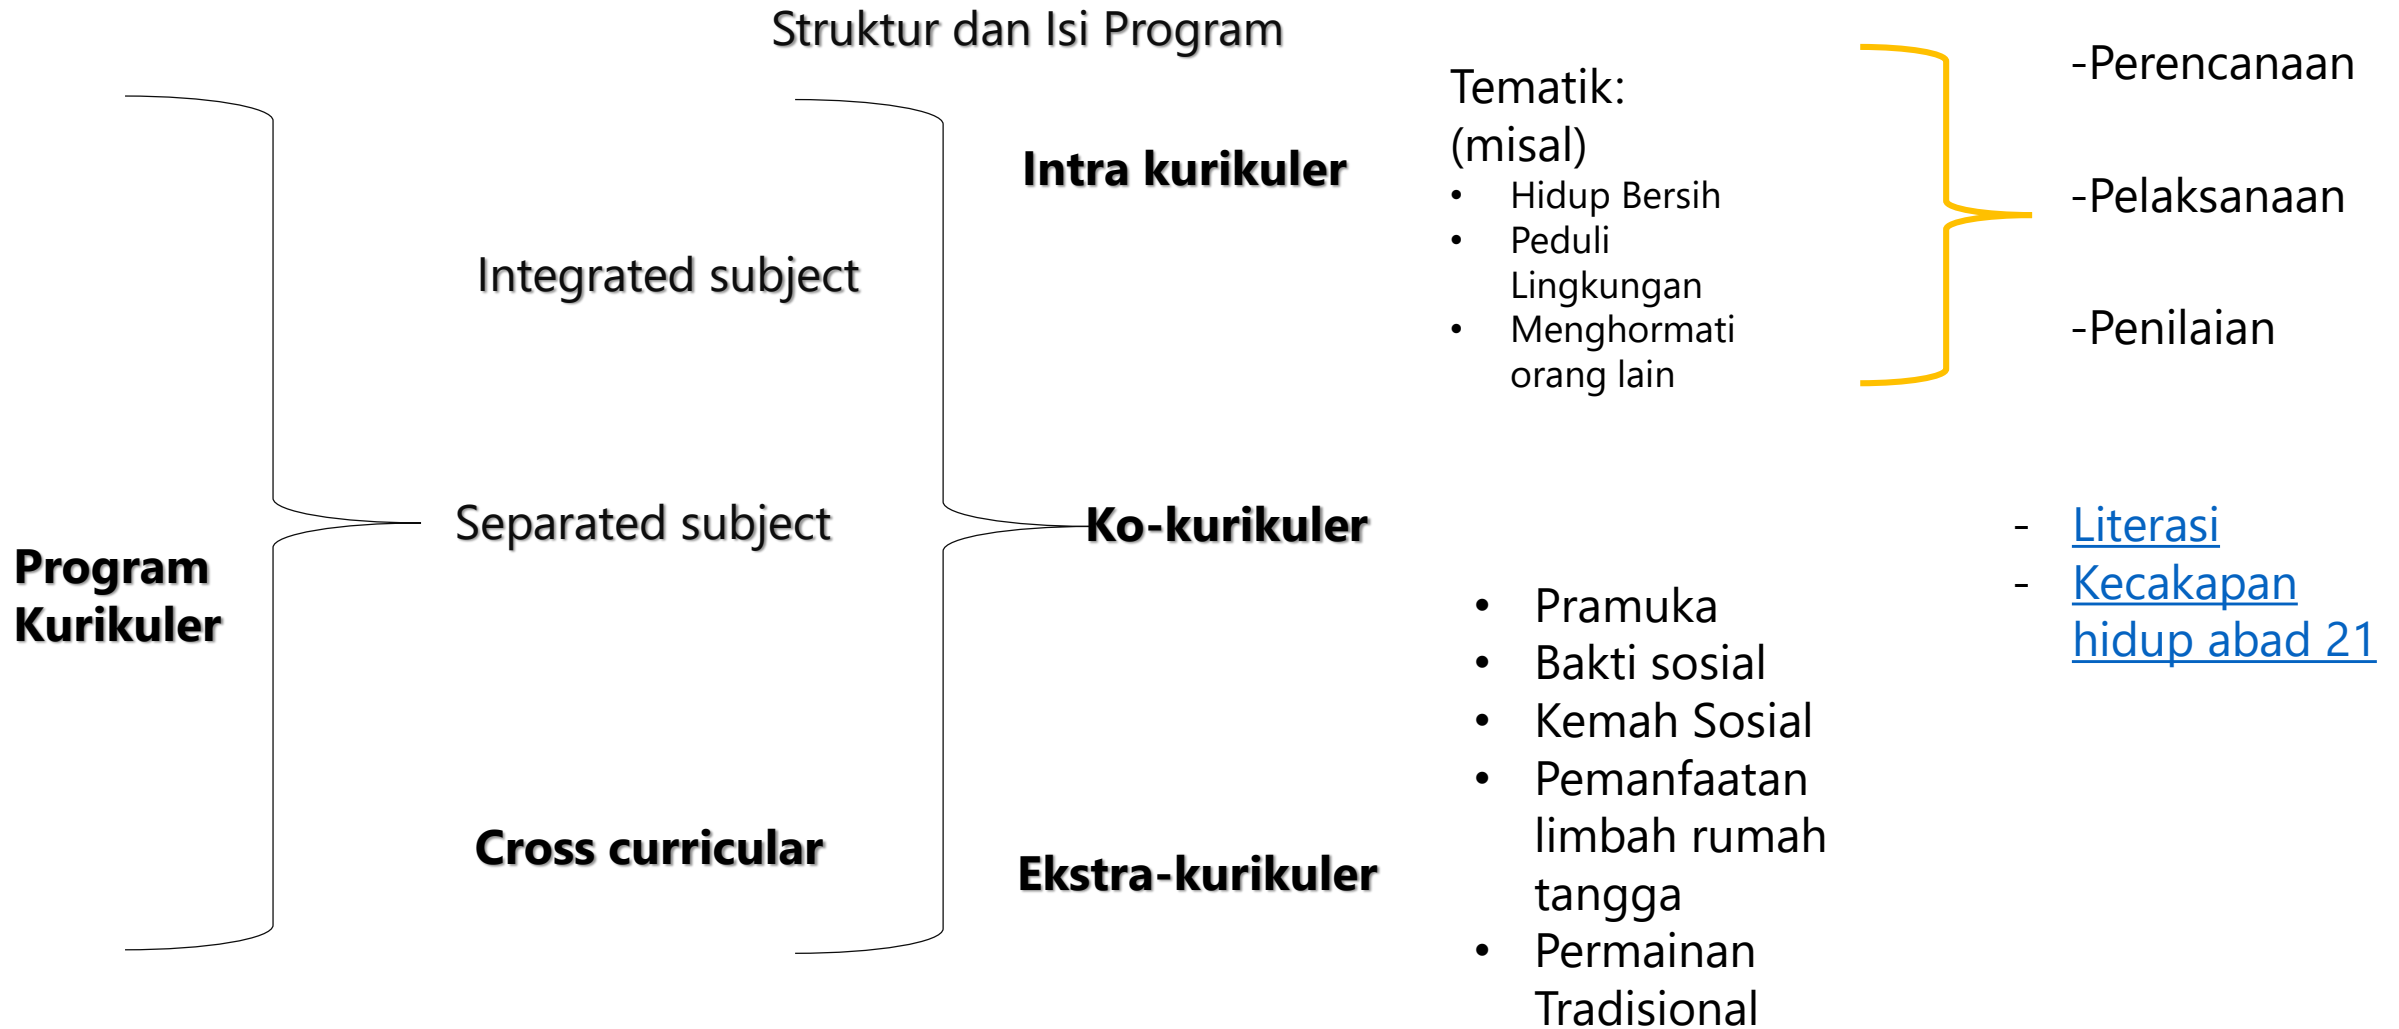 Struktur dan Isi Program
Program
Kurikuler
Integrated subject
Separated subject
Cross curricular
Intra kurikuler
Ko-kurikuler
Ekstra-kurikuler
Tematik:
(misal)
• Hidup Bersih
• Peduli
Lingkungan
• Menghormati
orang lain
• Pramuka
• Bakti sosial
• Kemah Sosial
• Pemanfaatan
limbah rumah
tangga
• Permainan
Tradisional
-Perencanaan
-Pelaksanaan
-Penilaian
- Literasi
- Kecakapan
hidup abad 21